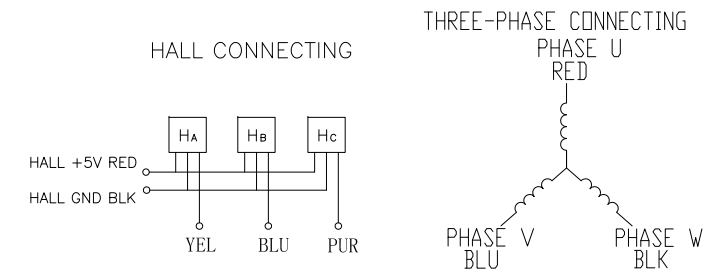 HALL CONNECTING
HA HB HC
HALL +5V RED
HALL GND BLK
YEL BLU PUR
THREE-PHASE CONNECTING
PHASE U
RED
PHASE V
BLU
PHASE W
BLK